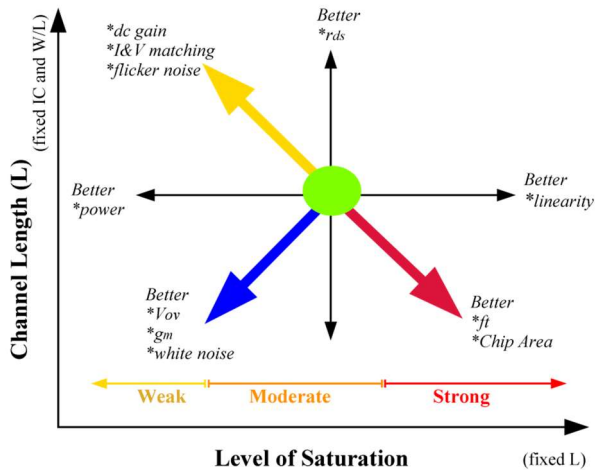 *dc gain
*I&V matching
*flicker noise
Better
*rds
Channel Length (L)
(fixed IC and W/L)
Better
*power
Better
*linearity
Better
*Vov
*gm
*white noise
Better
*ft
*Chip Area
Weak
Moderate
Strong
Level of Saturation
(fixed L)